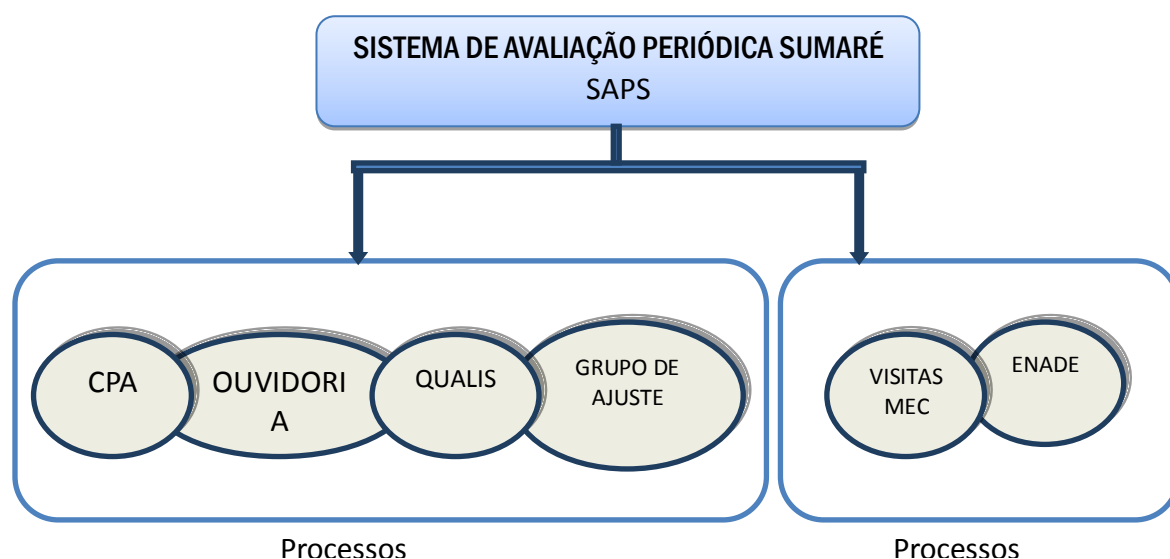 SISTEMA DE AVALIAÇÃO PERIÓDICA SUMARÉ
SAPS
CPA
OUVIDORI
A
QUALIS
GRUPO DE
AJUSTE
VISITAS
MEC
ENADE
Processos
Processos